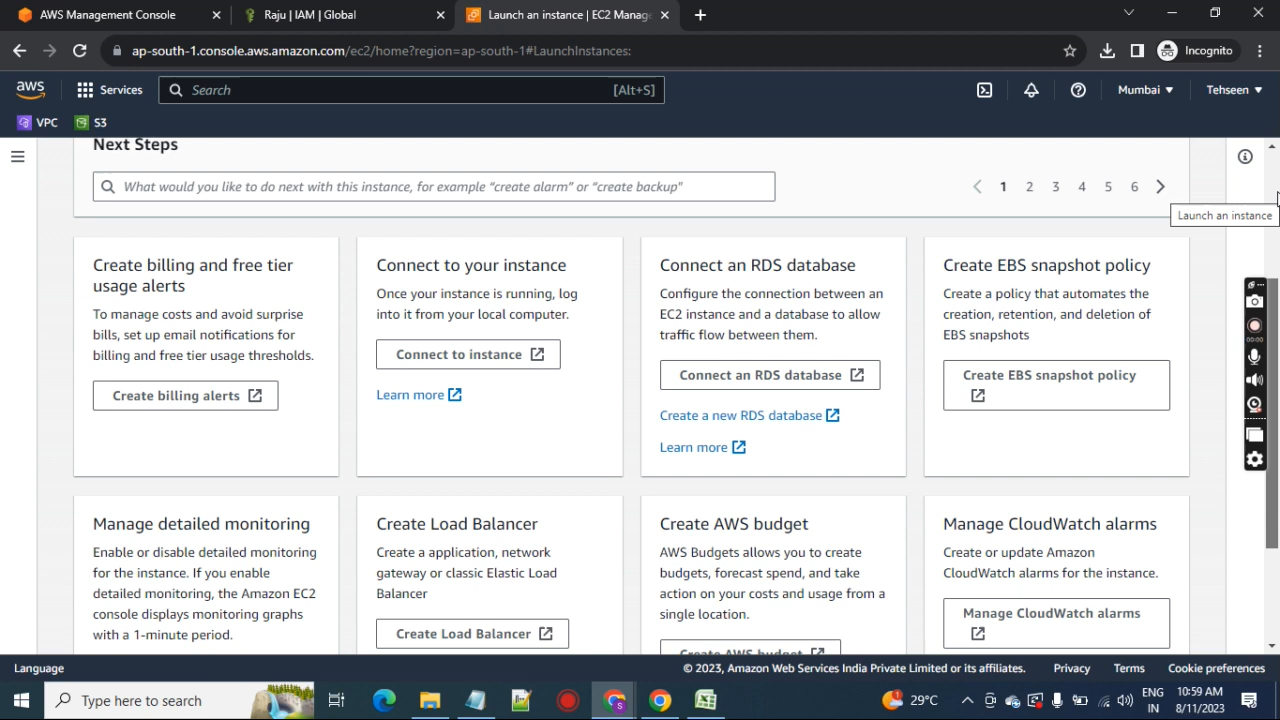 AWS Management Console
Raju | IAM | Global
Launch an instance | EC2 Manag
ap-south-1.console.aws.amazon.com/ec2/home?region=ap-south-1#LaunchInstances:
Incognito
aws
Services
Search
[Alt+S]
Mumbai
Tehseen
VPC
S3
Next Steps
What would you like to do next with this instance, for example "create alarm" or "create backup"
1 2 3 4 5 6
Launch an instance
Create billing and free tier
usage alerts
To manage costs and avoid surprise
bills, set up email notifications for
billing and free tier usage thresholds.
Create billing alerts
Connect to your instance
Once your instance is running, log
into it from your local computer.
Connect to instance
Learn more
Connect an RDS database
Configure the connection between an
EC2 instance and a database to allow
traffic flow between them.
Connect an RDS database
Create a new RDS database
Learn more
Create EBS snapshot policy
Create a policy that automates the
creation, retention, and deletion of
EBS snapshots
Create EBS snapshot policy
Manage detailed monitoring
Enable or disable detailed monitoring
for the instance. If you enable
detailed monitoring, the Amazon EC2
console displays monitoring graphs
with a 1-minute period.
Create Load Balancer
Create a application, network
gateway or classic Elastic Load
Balancer
Create Load Balancer
Create AWS budget
AWS Budgets allows you to create
budgets, forecast spend, and take
action on your costs and usage from a
single location.
Create AWS budget
Manage CloudWatch alarms
Create or update Amazon
CloudWatch alarms for the instance.
Manage CloudWatch alarms
00:00
Language
© 2023, Amazon Web Services India Private Limited or its affiliates.
Privacy
Terms
Cookie preferences
Type here to search
29°C
ENG
IN
10:59 AM
8/11/2023